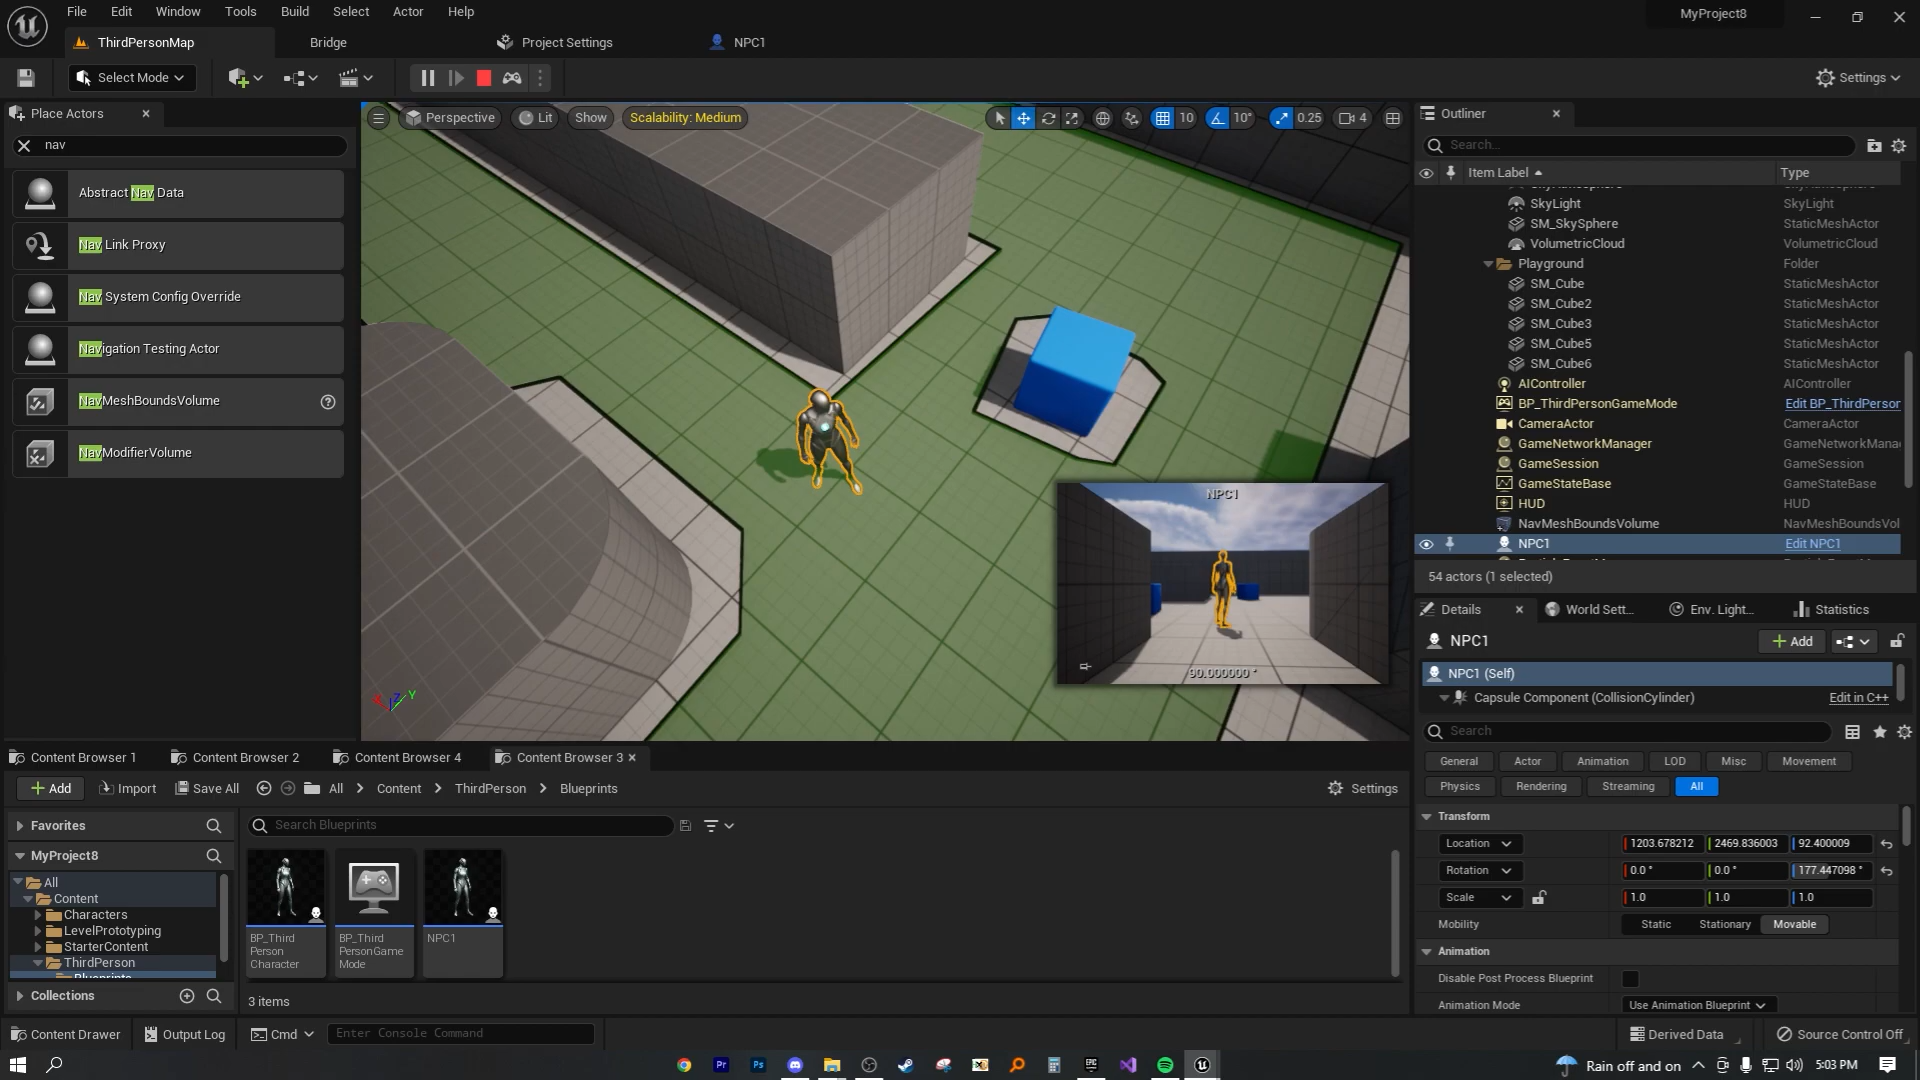 File Edit Window Tools Build Select Actor Help
MyProject8
ThirdPersonMap
Bridge
Project Settings
NPC1
Select Mode
Settings
Place Actors
nav
Abstract Nav Data
Nav Link Proxy
Nav System Config Override
Navigation Testing Actor
NavMeshBoundsVolume
NavModifierVolume
Perspective
Lit
Show
Scalability: Medium
10
10°
0.25
4
NPC1
90.000000 °
X Z Y
Outliner
Search...
Item Label
Type
SkyLight SkyLight
SM_SkySphere StaticMeshActor
VolumetricCloud VolumetricCloud
Playground Folder
SM_Cube StaticMeshActor
SM_Cube2 StaticMeshActor
SM_Cube3 StaticMeshActor
SM_Cube5 StaticMeshActor
SM_Cube6 StaticMeshActor
AIController AIController
BP_ThirdPersonGameMode Edit BP_ThirdPerson
CameraActor CameraActor
GameNetworkManager GameNetworkMana
GameSession GameSession
GameStateBase GameStateBase
HUD HUD
NavMeshBoundsVolume NavMeshBoundsVol
NPC1 Edit NPC1
54 actors (1 selected)
Details
World Sett...
Env. Light...
Statistics
NPC1
Add
NPC1 (Self)
Capsule Component (CollisionCylinder) Edit in C++
Search
General Actor Animation LOD Misc Movement
Physics Rendering Streaming All
Transform
Location 1203.678212 2469.836003 92.400009
Rotation 0.0 ° 0.0 ° 177.447098 °
Scale 1.0 1.0 1.0
Mobility Static Stationary Movable
Animation
Disable Post Process Blueprint
Animation Mode Use Animation Blueprint
Content Browser 1
Content Browser 2
Content Browser 4
Content Browser 3
Add
Import
Save All
All
Content
ThirdPerson
Blueprints
Settings
Favorites
MyProject8
All
Content
Characters
LevelPrototyping
StarterContent
ThirdPerson
Blueprints
Collections
Search Blueprints
BP_Third
Person
Character
BP_Third
PersonGame
Mode
NPC1
3 items
Content Drawer
Output Log
Cmd
Enter Console Command
Derived Data
Source Control Off
Pr
Ps
EPIC
Rain off and on
5:03 PM